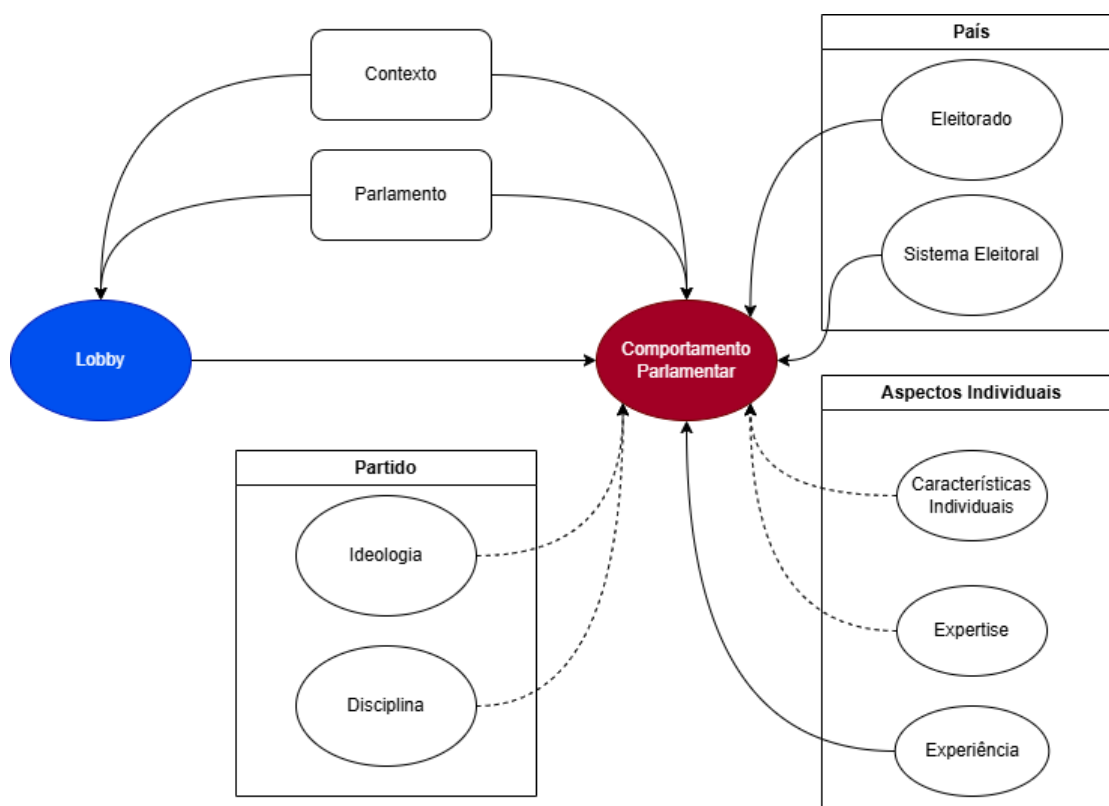 País
Contexto
Eleitorado
Parlamento
Sistema Eleitoral
Lobby
Comportamento
Parlamentar
Aspectos Individuais
Partido
Características
Individuais
Ideologia
Expertise
Disciplina
Experiência